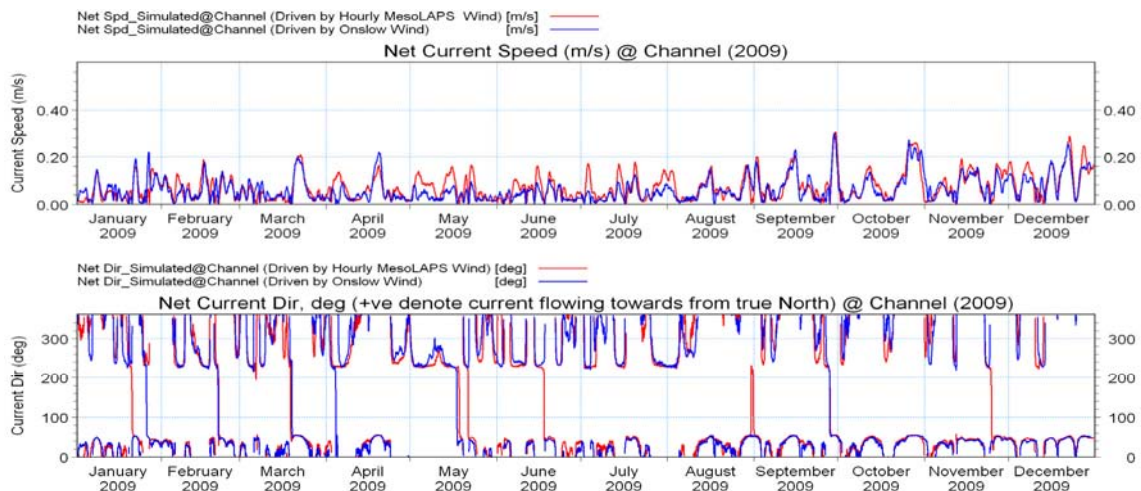 Net Spd_Simulated@Channel (Driven by Hourly MesoLAPS Wind) [m/s]
Net Spd_Simulated@Channel (Driven by Onslow Wind) [m/s]
Net Current Speed (m/s) @ Channel (2009)
Current Speed (m/s)
0.40 0.40
0.20 0.20
0.00 0.00
January February March April May June July August September October November December
2009 2009 2009 2009 2009 2009 2009 2009 2009 2009 2009 2009
Net Dir_Simulated@Channel (Driven by Hourly MesoLAPS Wind) [deg]
Net Dir_Simulated@Channel (Driven by Onslow Wind) [deg]
Net Current Dir, deg (+ve denote current flowing towards from true North) @ Channel (2009)
Current Dir (deg)
300 300
200 200
100 100
0 0
January February March April May June July August September October November December
2009 2009 2009 2009 2009 2009 2009 2009 2009 2009 2009 2009